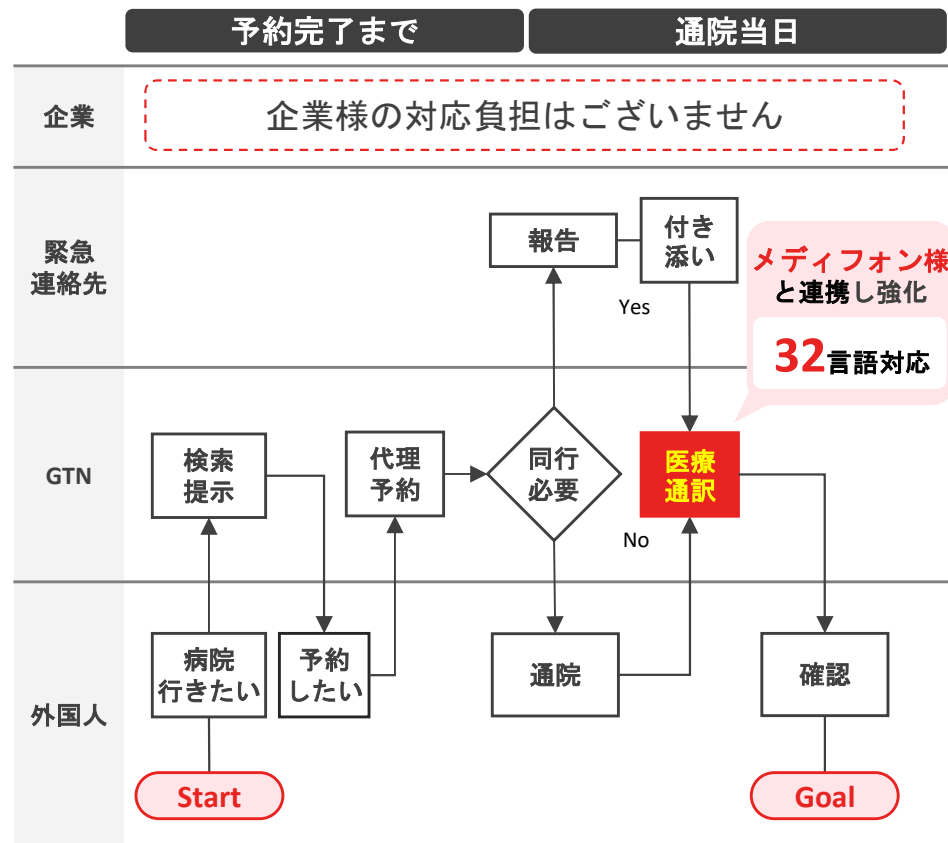 予約完了まで
通院当日
企業
企業様の対応負担はございません
緊急
連絡先
報告
付き
添い
Yes
メディフォン様
と連携し強化
32言語対応
GTN
検索
提示
代理
予約
同行
必要
医療
通訳
No
外国人
病院
行きたい
予約
したい
通院
確認
Start
Goal